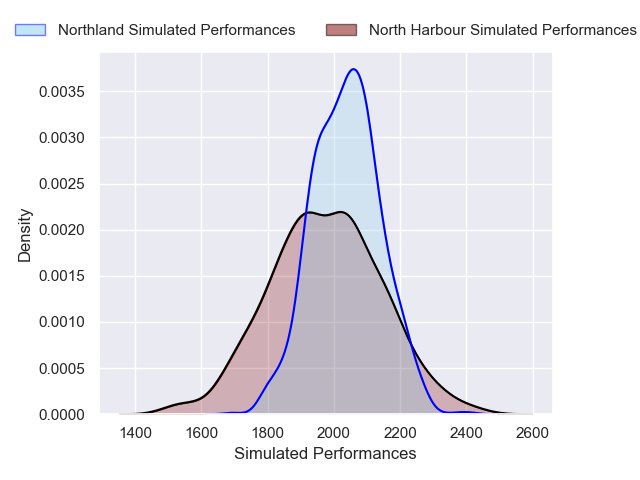 Northland Simulated Performances
North Harbour Simulated Performances
0.0035
0.0030
0.0025
0.0020
0.0015
0.0010
0.0005
0.0000
Density
1400 1600 1800 2000 2200 2400 2600
Simulated Performances